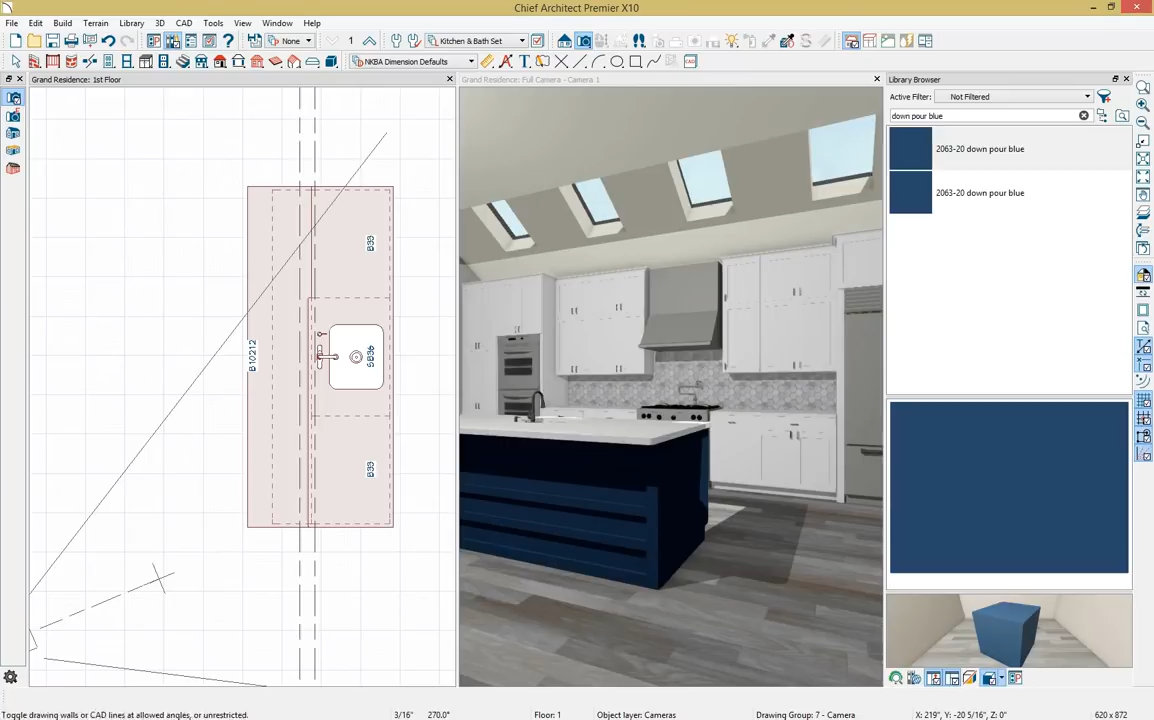 Chief Architect Premier X10
File Edit Build Terrain Library 3D CAD Tools View Window Help
None 1 Kitchen & Bath Set
NKBA Dimension Defaults
Grand Residence: 1st Floor
Grand Residence: Full Camera - Camera 1
Library Browser
Active Filter: Not Filtered
down pour blue
2063-20 down pour blue
2063-20 down pour blue
B33
B10212
SB36
B33
Toggle drawing walls or CAD lines at allowed angles, or unrestricted. 3/16" 270.0° Floor: 1 Object layer: Cameras Drawing Group: 7 - Camera X: 219", Y: -20 5/16", Z: 0" 620 x 872